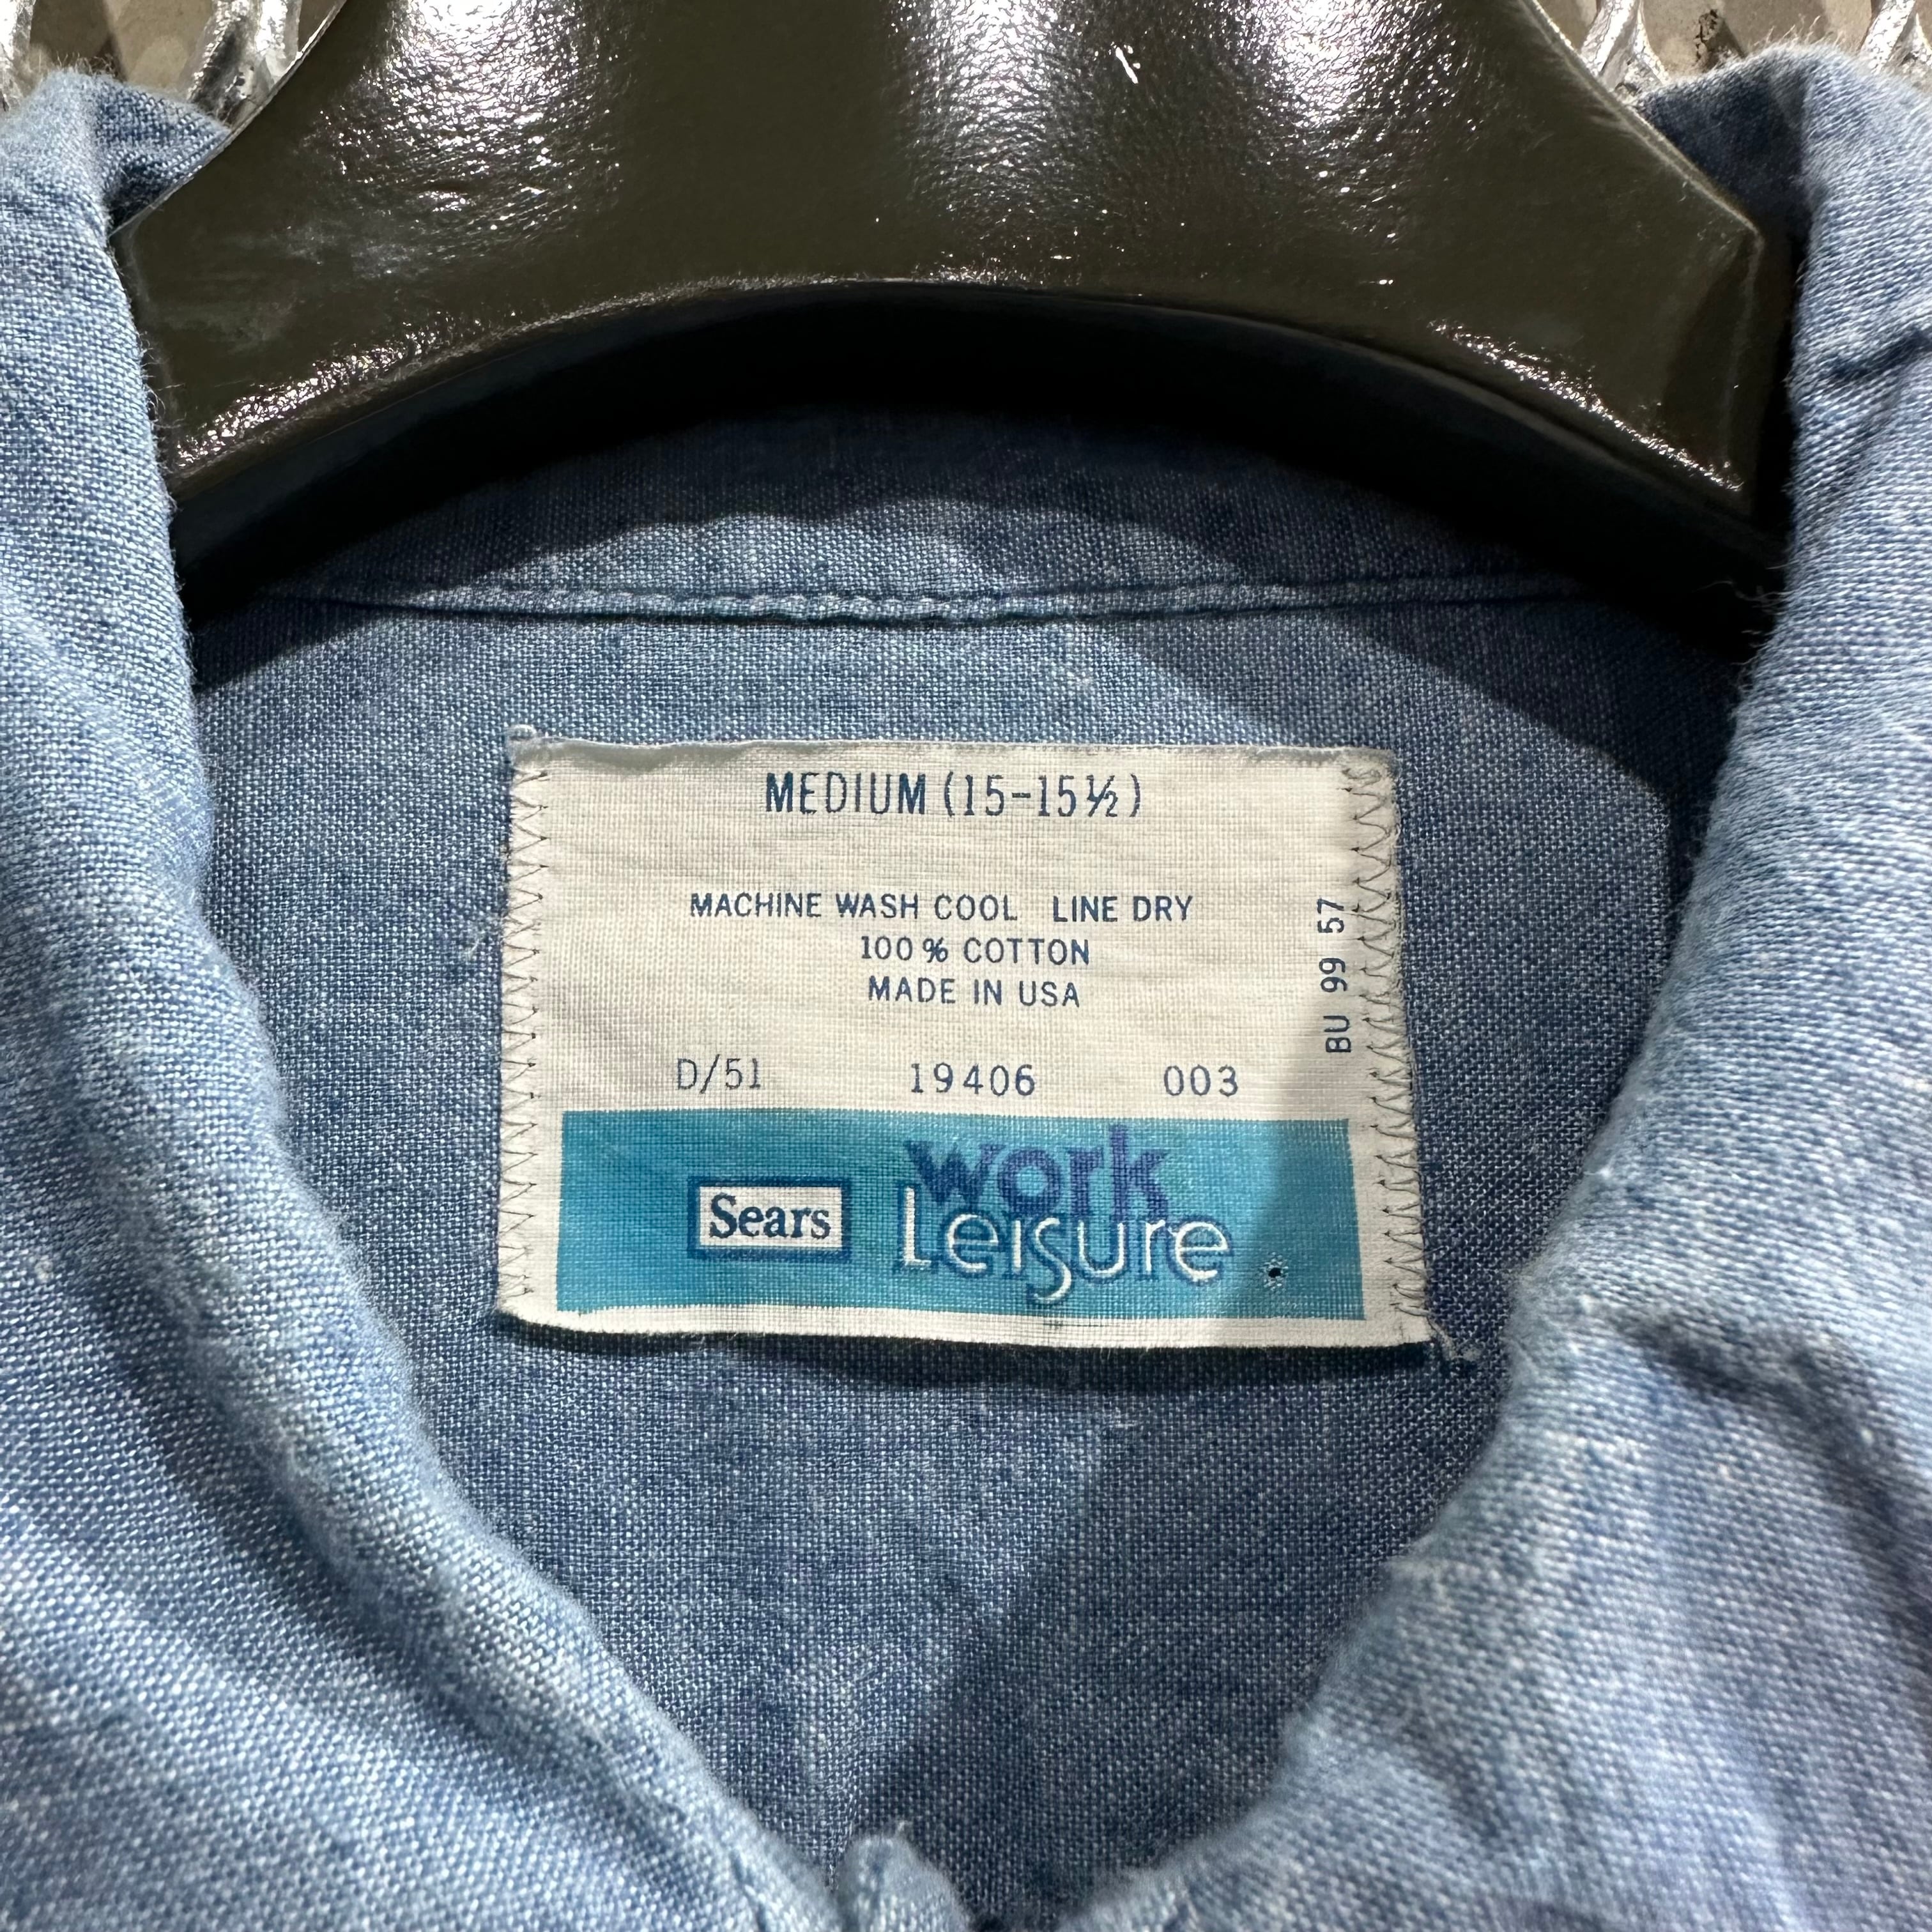 MEDIUM (15-15½)
MACHINE WASH COOL LINE DRY
100% COTTON
MADE IN USA
BU 99 57
D/51 19406 003
Sears work Leisure